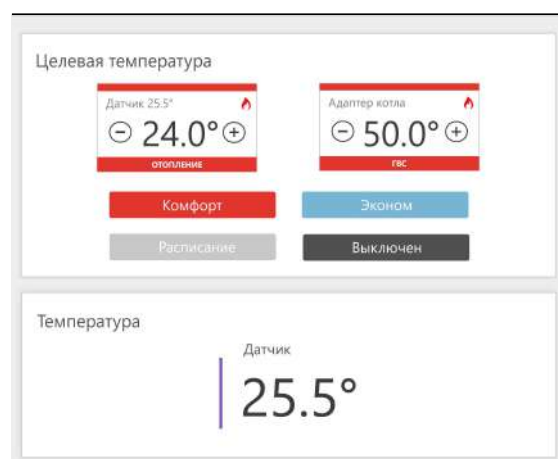 Целевая температура
Датчик 25.5°
24.0°
ОТОПЛЕНИЕ
Адаптер котла
50.0°
ГВС
Комфорт
Эконом
Расписание
Выключен
Температура
Датчик
25.5°